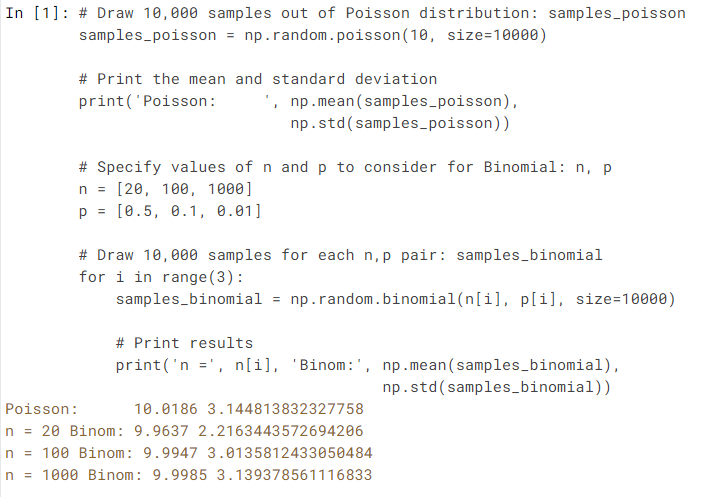 In [1]: # Draw 10,000 samples out of Poisson distribution: samples_poisson
        samples_poisson = np.random.poisson(10, size=10000)
        # Print the mean and standard deviation
        print('Poisson:     ', np.mean(samples_poisson),
                               np.std(samples_poisson))
        # Specify values of n and p to consider for Binomial: n, p
        n = [20, 100, 1000]
        p = [0.5, 0.1, 0.01]
        # Draw 10,000 samples for each n,p pair: samples_binomial
        for i in range(3):
            samples_binomial = np.random.binomial(n[i], p[i], size=10000)
            # Print results
            print('n =', n[i], 'Binom:', np.mean(samples_binomial),
                                         np.std(samples_binomial))
Poisson:      10.0186 3.144813832327758
n = 20 Binom: 9.9637 2.2163443572694206
n = 100 Binom: 9.9947 3.0135812433050484
n = 1000 Binom: 9.9985 3.139378561116833